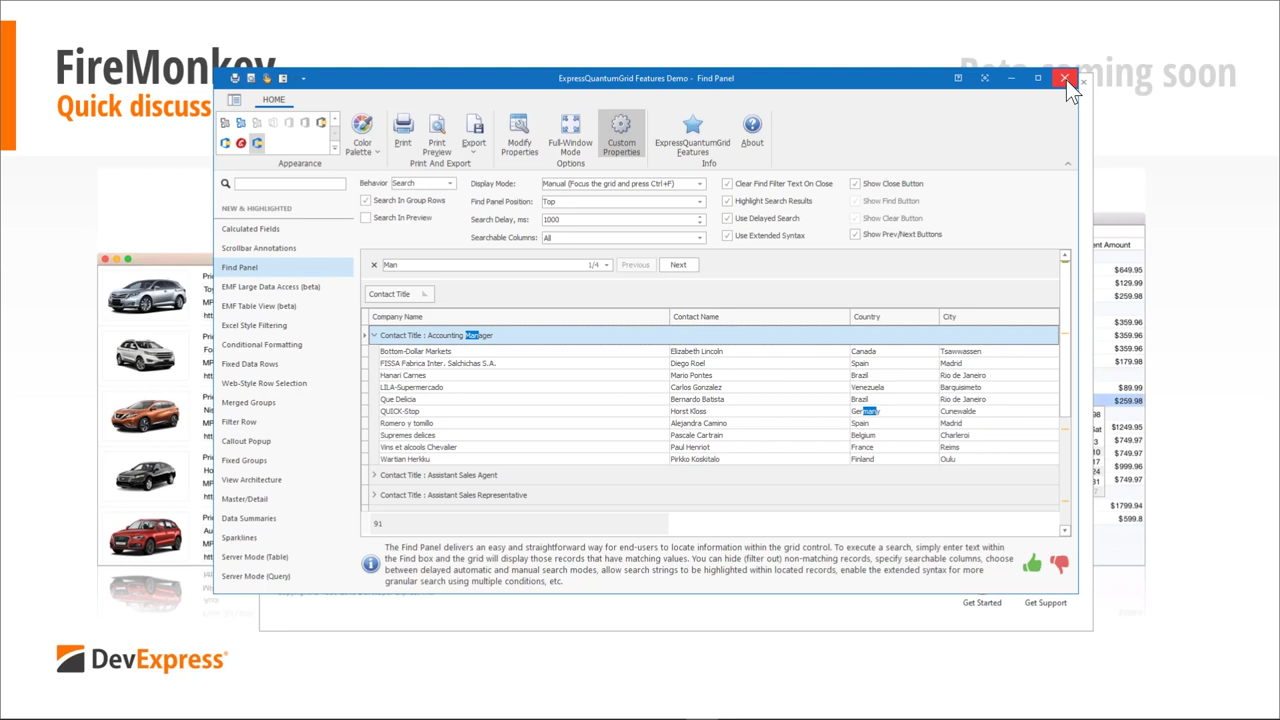 FireMonkey
Quick discuss
coming soon
ExpressQuantumGrid Features Demo - Find Panel
HOME
Color Palette
Print
Print Preview
Export
Modify Properties
Full-Window Mode
Custom Properties
ExpressQuantumGrid Features
About
Appearance
Print And Export
Options
Info
Behavior
Search
Display Mode:
Manual (Focus the grid and press Ctrl+F)
Clear Find Filter Text On Close
Show Close Button
Search In Group Rows
Find Panel Position:
Top
Highlight Search Results
Show Find Button
Search In Preview
Search Delay, ms:
1000
Use Delayed Search
Show Clear Button
Searchable Columns:
All
Use Extended Syntax
Show Prev/Next Buttons
NEW & HIGHLIGHTED
Calculated Fields
Scrollbar Annotations
Find Panel
EMF Large Data Access (beta)
EMF Table View (beta)
Excel Style Filtering
Conditional Formatting
Fixed Data Rows
Web-Style Row Selection
Merged Groups
Filter Row
Callout Popup
Fixed Groups
View Architecture
Master/Detail
Data Summaries
Sparklines
Server Mode (Table)
Server Mode (Query)
Man
1/4
Previous
Next
Contact Title
Company Name Contact Name Country City
Contact Title : Accounting Manager
Bottom-Dollar Markets Elizabeth Lincoln Canada Tsawwassen
FISSA Fabrica Inter. Salchichas S.A. Diego Roel Spain Madrid
Hanari Carnes Mario Pontes Brazil Rio de Janeiro
LILA-Supermercado Carlos Gonzalez Venezuela Barquisimeto
Que Delicia Bernardo Batista Brazil Rio de Janeiro
QUICK-Stop Horst Kloss Germany Cunewalde
Romero y tomillo Alejandra Camino Spain Madrid
Supremes delices Pascale Cartrain Belgium Charleroi
Vins et alcools Chevalier Paul Henriot France Reims
Wartian Herkku Pirkko Koskitalo Finland Oulu
Contact Title : Assistant Sales Agent
Contact Title : Assistant Sales Representative
91
The Find Panel delivers an easy and straightforward way for end-users to locate information within the grid control. To execute a search, simply enter text within
the Find box and the grid will display those records that have matching values. You can hide (filter out) non-matching records, specify searchable columns, choose
between delayed automatic and manual search modes, allow search strings to be highlighted within located records, enable the extended syntax for more
granular search using multiple conditions, etc.
ent Amount
$649.95
$129.99
$259.98
$359.96
$359.96
$179.98
$89.99
$259.98
$1249.95
$749.97
$749.97
$999.96
$749.97
$1799.94
$599.8
Get Started
Get Support
DevExpress